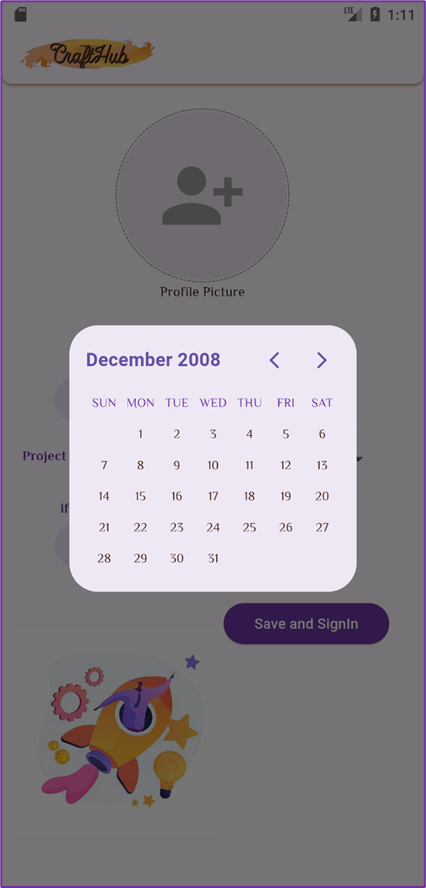 LTE 1:11
CraftHub
Profile Picture
December 2008
SUN MON TUE WED THU FRI SAT
1 2 3 4 5 6
7 8 9 10 11 12 13
Project
14 15 16 17 18 19 20
if
21 22 23 24 25 26 27
28 29 30 31
Save and SignIn